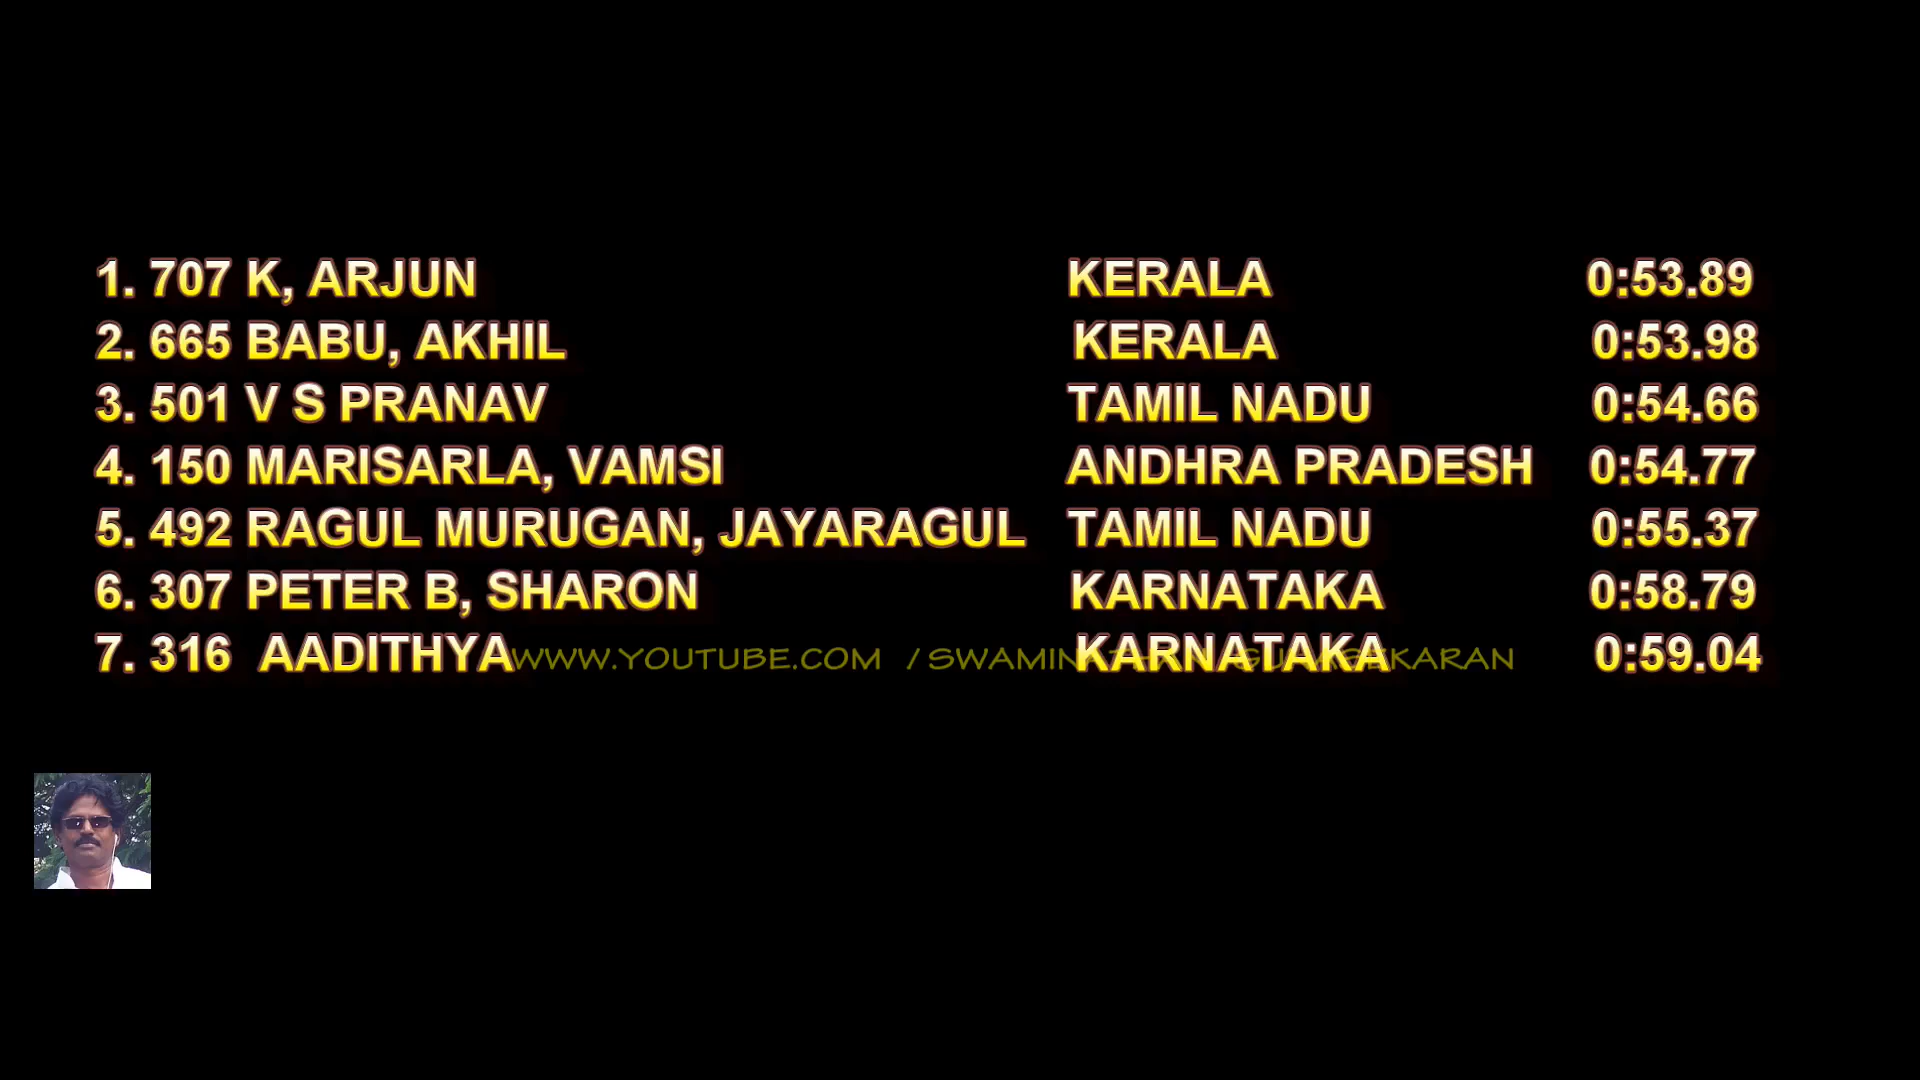 1. 707 K, ARJUN KERALA 0:53.89
2. 665 BABU, AKHIL KERALA 0:53.98
3. 501 V S PRANAV TAMIL NADU 0:54.66
4. 150 MARISARLA, VAMSI ANDHRA PRADESH 0:54.77
5. 492 RAGUL MURUGAN, JAYARAGUL TAMIL NADU 0:55.37
6. 307 PETER B, SHARON KARNATAKA 0:58.79
7. 316 AADITHYA KARNATAKA 0:59.04
WWW.YOUTUBE.COM /